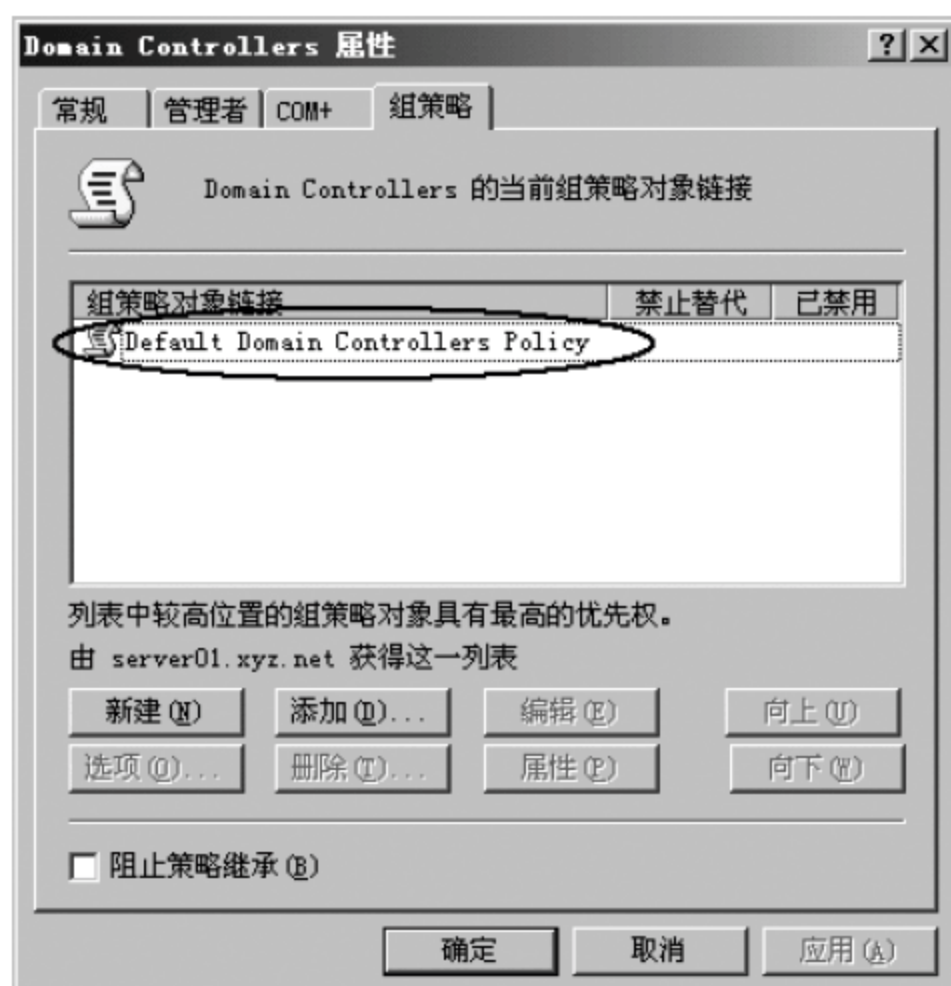 Domain Controllers 属性
常规 管理者 COM+ 组策略
Domain Controllers 的当前组策略对象链接
组策略对象链接 禁止替代 已禁用
Default Domain Controllers Policy
列表中较高位置的组策略对象具有最高的优先权。
由 server01.xyz.net 获得这一列表
新建(N) 添加(D)... 编辑(E) 向上(U)
选项(O)... 删除(T)... 属性(P) 向下(W)
阻止策略继承(B)
确定 取消 应用(A)